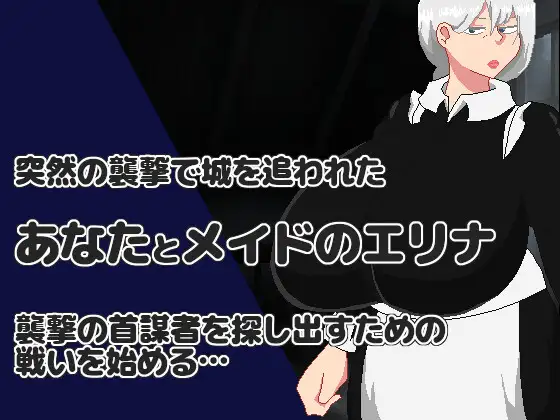 突然の襲撃で城を追われた
あなたとメイドのエリナ
襲撃の首謀者を探し出すための
戦いを始める…